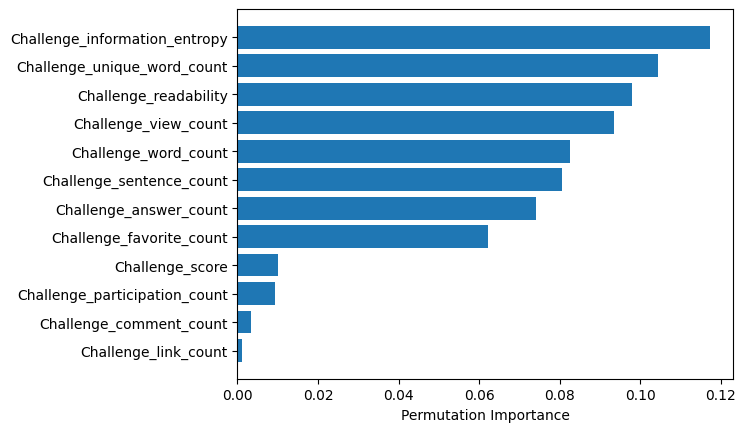 Challenge_information_entropy
Challenge_unique_word_count
Challenge_readability
Challenge_view_count
Challenge_word_count
Challenge_sentence_count
Challenge_answer_count
Challenge_favorite_count
Challenge_score
Challenge_participation_count
Challenge_comment_count
Challenge_link_count
0.00 0.02 0.04 0.06 0.08 0.10 0.12
Permutation Importance